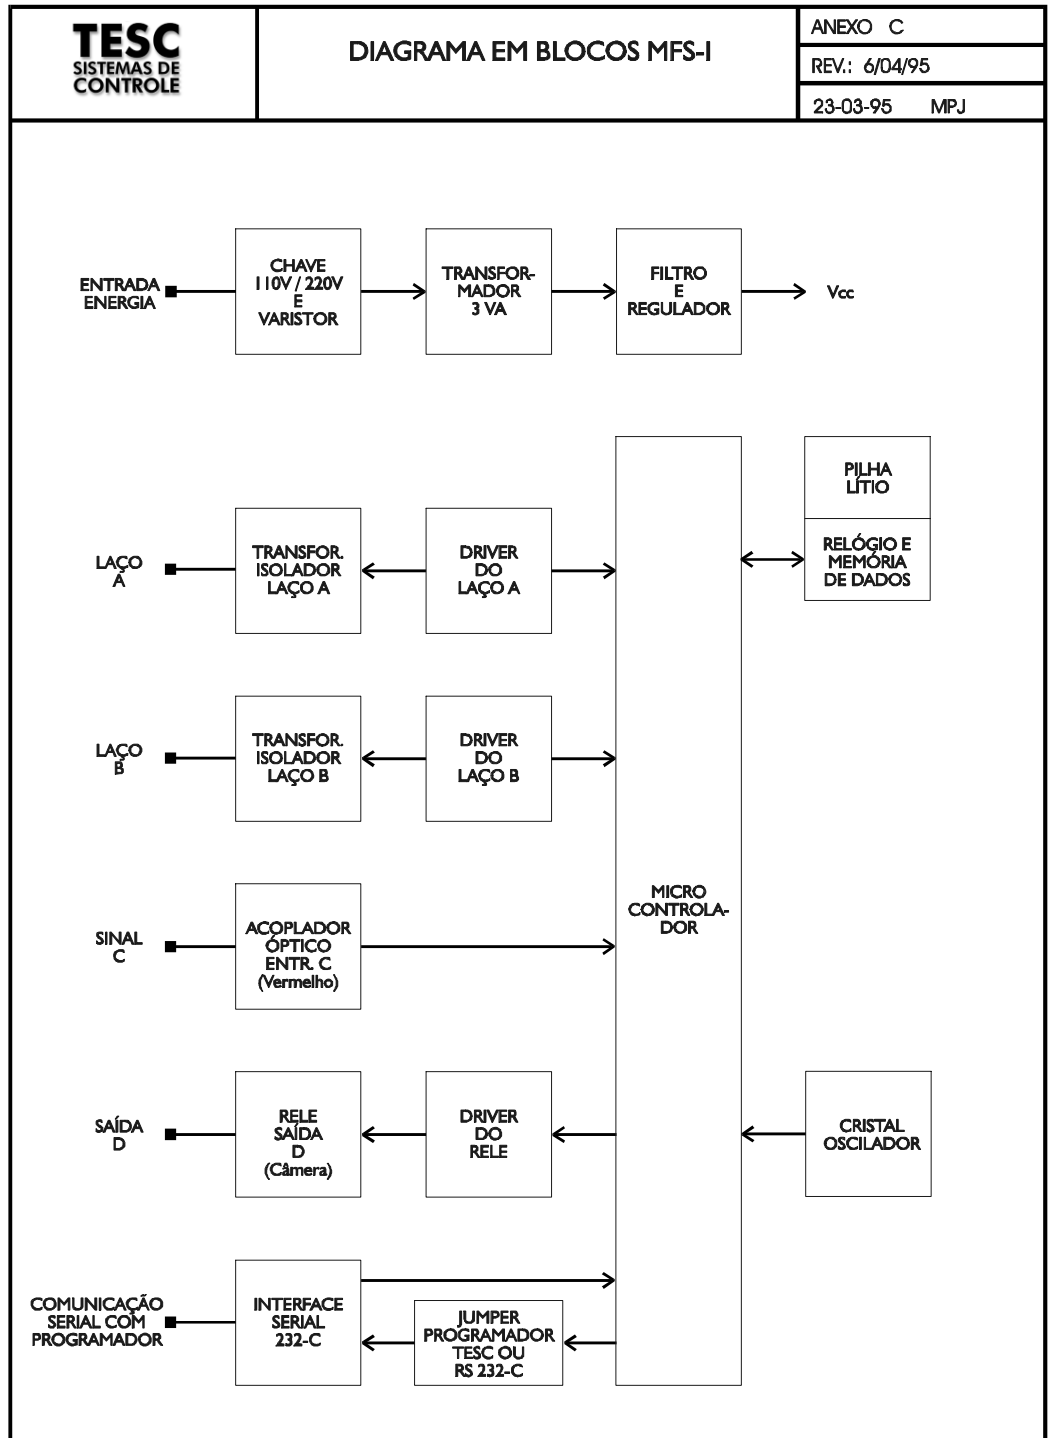 TESC
SISTEMAS DE
CONTROLE
DIAGRAMA EM BLOCOS MFS-I
ANEXO C
REV.: 6/04/95
23-03-95 MPJ
ENTRADA
ENERGIA
CHAVE
110V / 220V
E
VARISTOR
TRANSFOR-
MADOR
3 VA
FILTRO
E
REGULADOR
Vcc
PILHA
LÍTIO
RELÓGIO E
MEMÓRIA
DE DADOS
LAÇO
A
TRANSFOR.
ISOLADOR
LAÇO A
DRIVER
DO
LAÇO A
LAÇO
B
TRANSFOR.
ISOLADOR
LAÇO B
DRIVER
DO
LAÇO B
MICRO
CONTROLA-
DOR
SINAL
C
ACOPLADOR
ÓPTICO
ENTR. C
(Vermelho)
SAÍDA
D
RELE
SAÍDA
D
(Câmera)
DRIVER
DO
RELE
CRISTAL
OSCILADOR
COMUNICAÇÃO
SERIAL COM
PROGRAMADOR
INTERFACE
SERIAL
232-C
JUMPER
PROGRAMADOR
TESC OU
RS 232-C